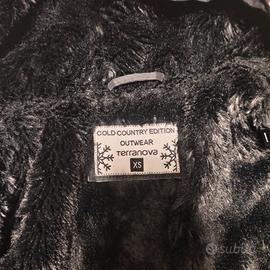 COLD COUNTRY EDITION
OUTWEAR
Terranova
XS
subito